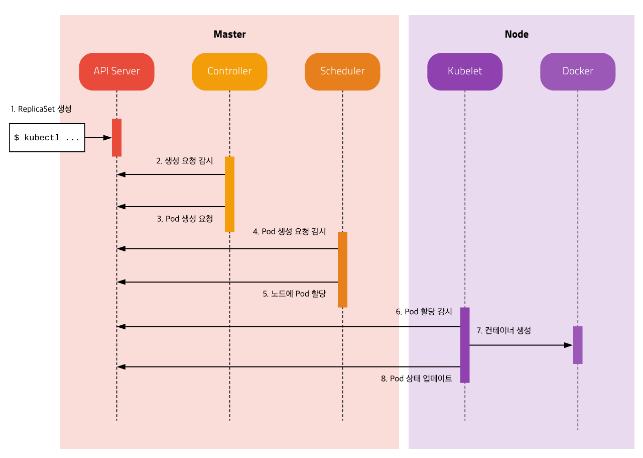 Master
Node
API Server
Controller
Scheduler
Kubelet
Docker
1. ReplicaSet 생성
$ kubectl ...
2. 생성 요청 감시
3. Pod 생성 요청
4. Pod 생성 요청 감시
5. 노드에 Pod 할당
6. Pod 할당 감시
7. 컨테이너 생성
8. Pod 상태 업데이트